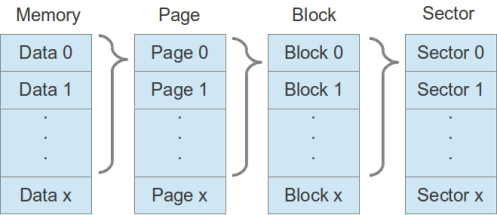 Memory Page Block Sector
Data 0 Page 0 Block 0 Sector 0
Data 1 Page 1 Block 1 Sector 1
. . . .
. . . .
. . . .
Data x Page x Block x Sector x